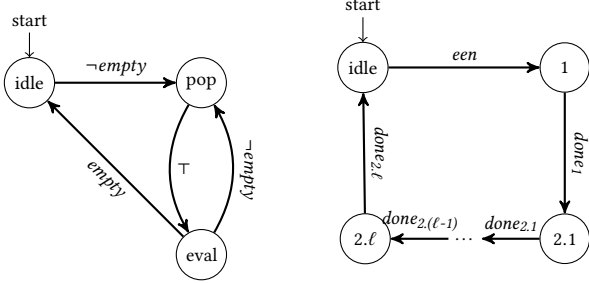 start
idle
¬empty
pop
empty
⊤
¬empty
eval
start
idle
een
1
done₂.ℓ
done₁
2.ℓ
done₂.₍ℓ₋₁₎
...
done₂.₁
2.1